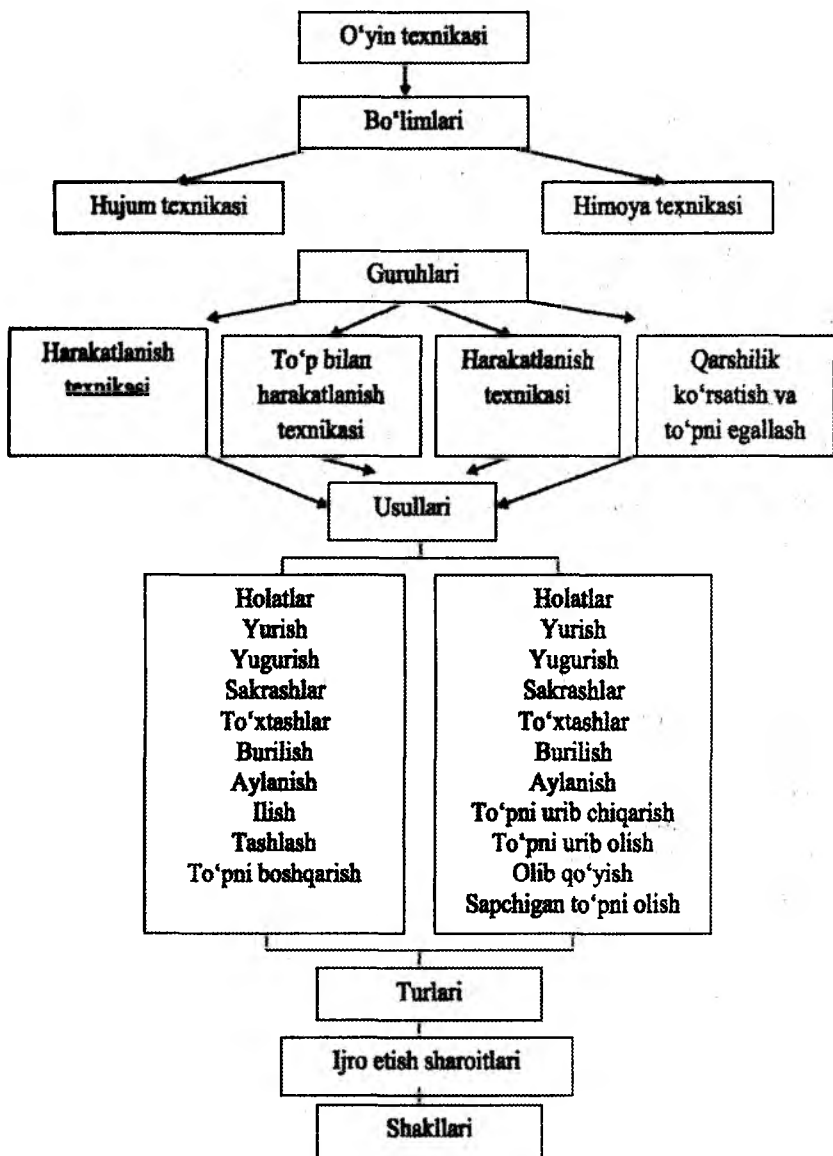 O‘yin texnikasi
Bo‘limlari
Hujum texnikasi
Himoya texnikasi
Guruhlari
Harakatlanish
texnikasi
To‘p bilan
harakatlanish
texnikasi
Harakatlanish
texnikasi
Qarshilik
ko‘rsatish va
to‘pni egallash
Usullari
Holatlar
Yurish
Yugurish
Sakrashlar
To‘xtashlar
Burilish
Aylanish
Ilish
Tashlash
To‘pni boshqarish
Holatlar
Yurish
Yugurish
Sakrashlar
To‘xtashlar
Burilish
Aylanish
To‘pni urib chiqarish
To‘pni urib olish
Olib qo‘yish
Sapchigan to‘pni olish
Turlari
Ijro etish sharoitlari
Shakllari